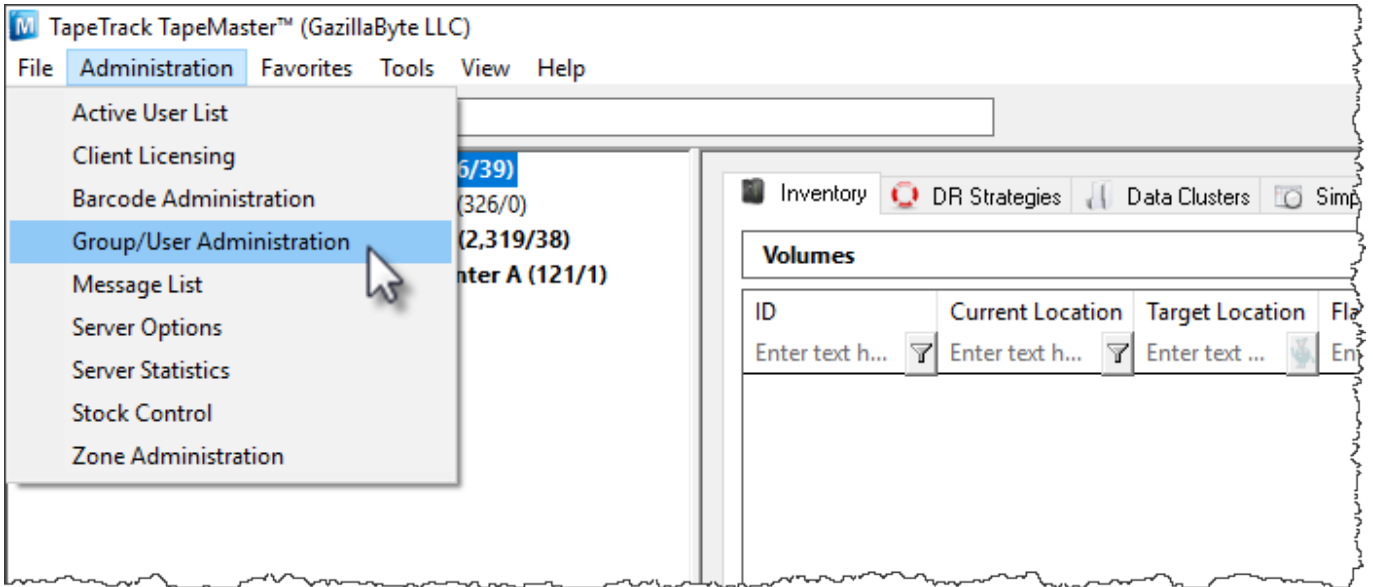 TapeTrack TapeMaster™ (GazillaByte LLC)
File Administration Favorites Tools View Help
Active User List
Client Licensing
Barcode Administration
Group/User Administration
Message List
Server Options
Server Statistics
Stock Control
Zone Administration
6/39)
(326/0)
(2,319/38)
nter A (121/1)
Inventory DR Strategies Data Clusters Simp
Volumes
ID Current Location Target Location Fla
Enter text h... Enter text h... Enter text ... En